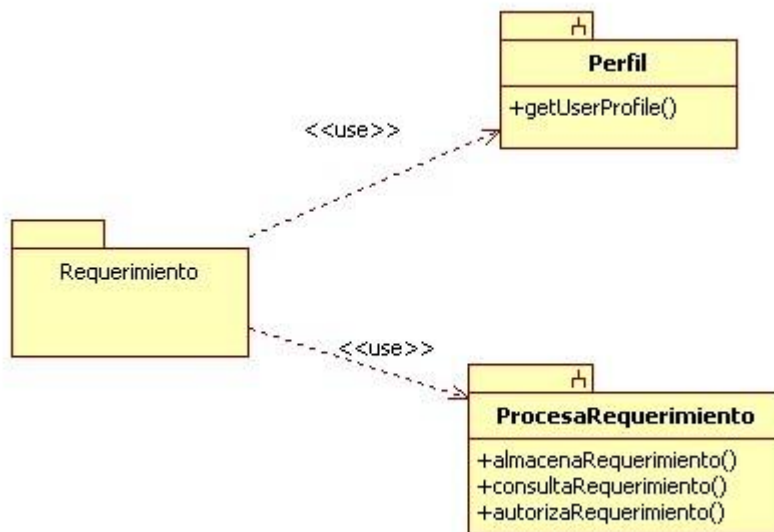 Perfil
+getUserProfile()
<<use>>
Requerimiento
<<use>>
ProcesaRequerimiento
+almacenaRequerimiento()
+consultaRequerimiento()
+autorizaRequerimiento()